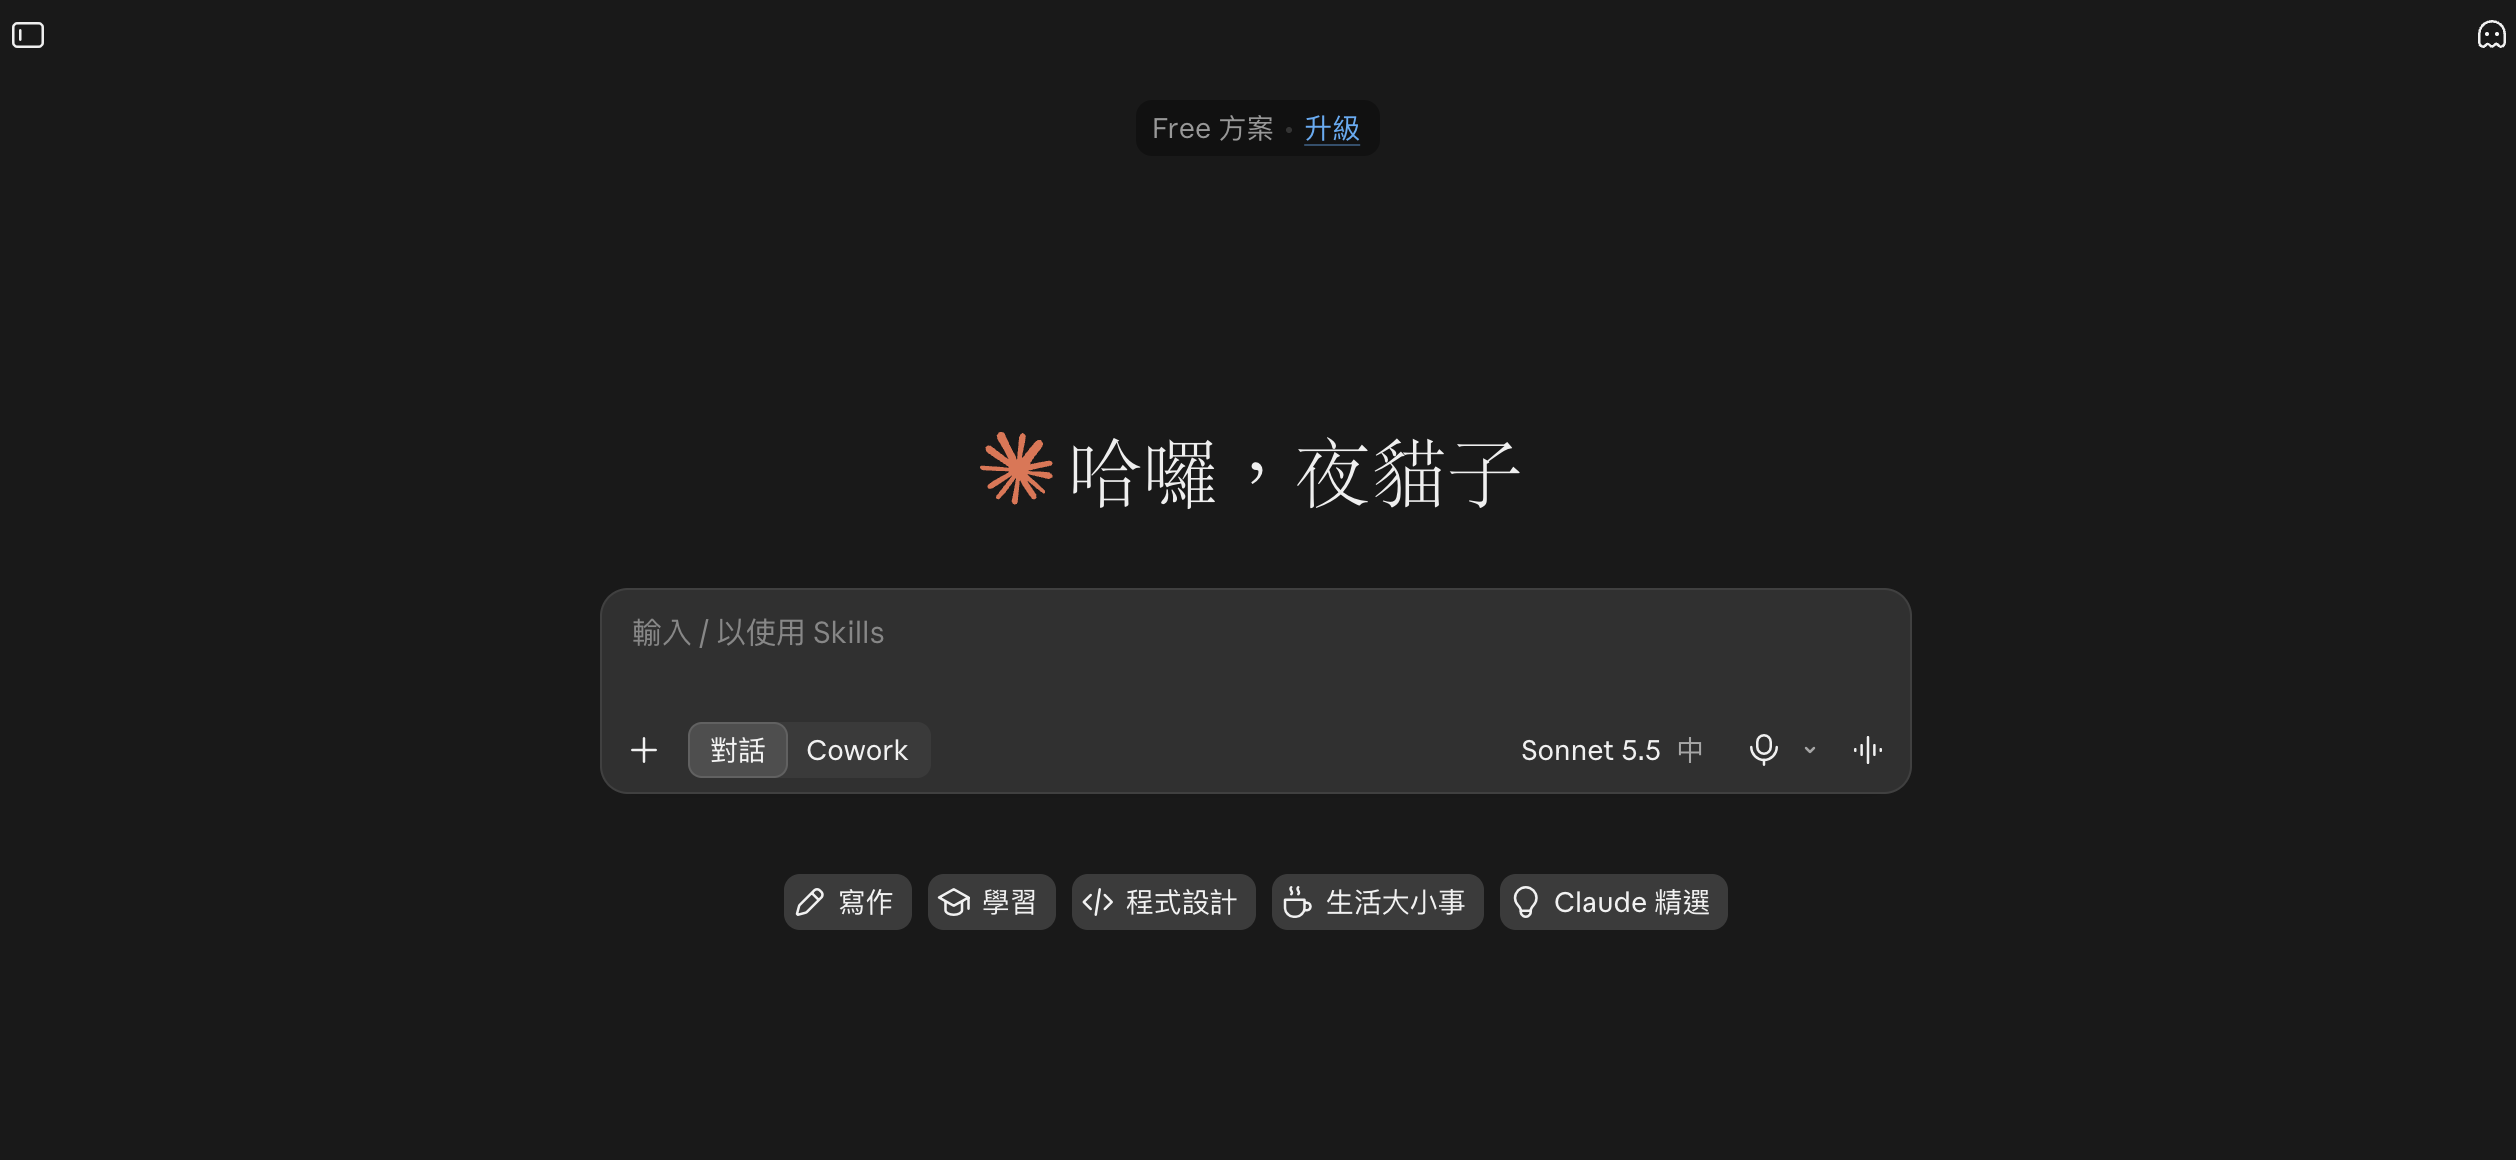 Free 方案 • 升級
哈囉，夜貓子
輸入 / 以使用 Skills
對話 Cowork Sonnet 5.5 中
寫作 學習 程式設計 生活大小事 Claude 精選